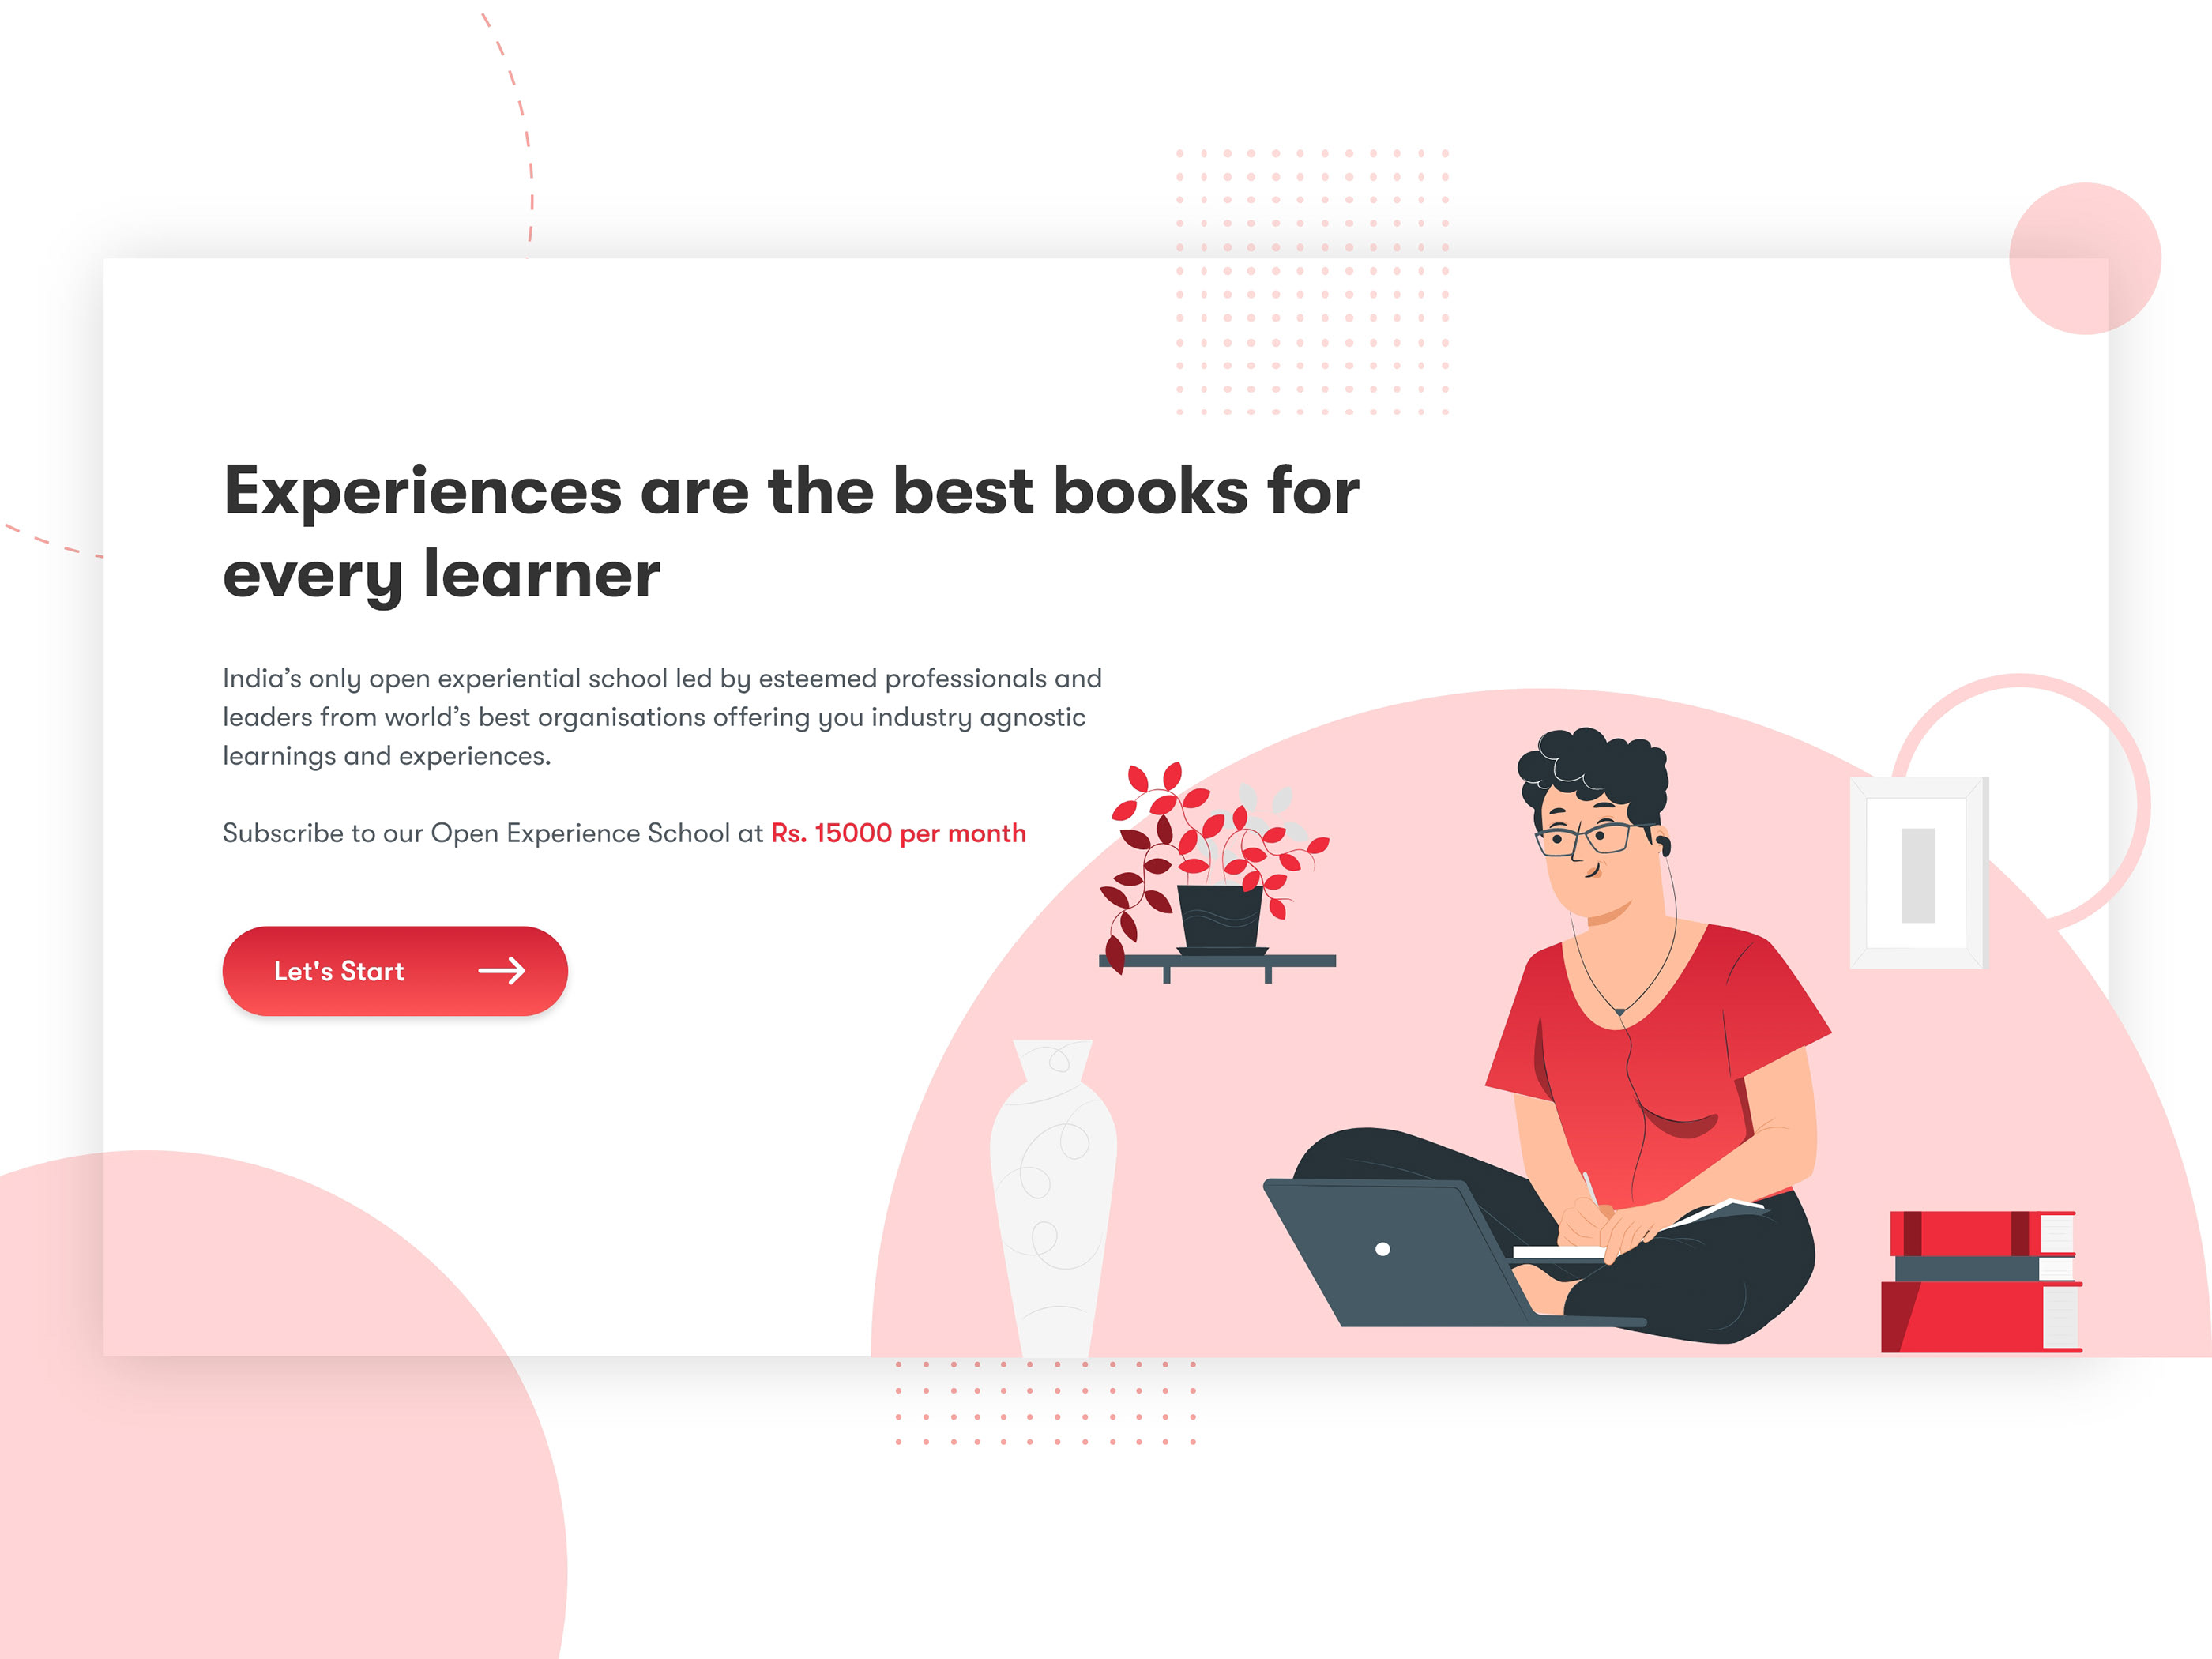 Experiences are the best books for
every learner
India’s only open experiential school led by esteemed professionals and
leaders from world’s best organisations offering you industry agnostic
learnings and experiences.
Subscribe to our Open Experience School at Rs. 15000 per month
Let's Start